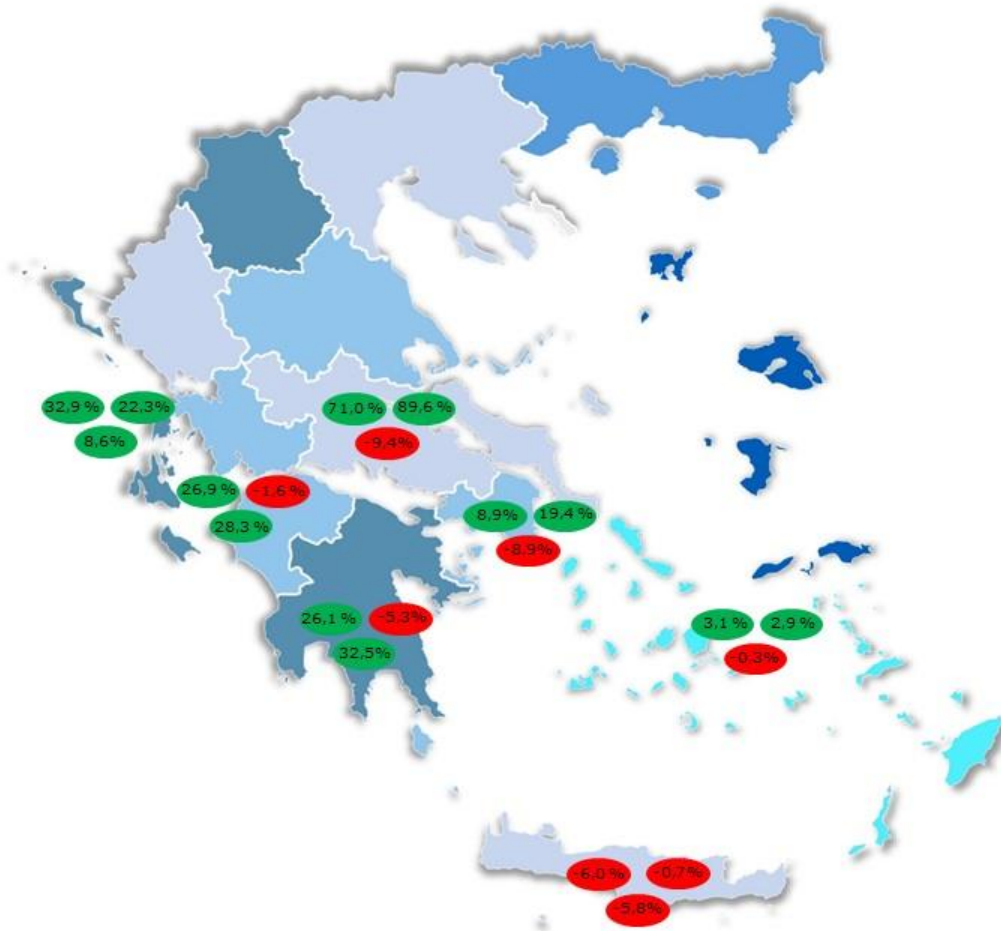 32,9 % 22,3%
8,6%
71,0 % 89,6 %
-9,4%
26,9 % -1,6 %
28,3 %
8,9% 19,4 %
-8.9%
26,1 % -5.3%
32,5%
3,1 % 2,9 %
-0.3%
-6,0 % -0,7%
-5,8%